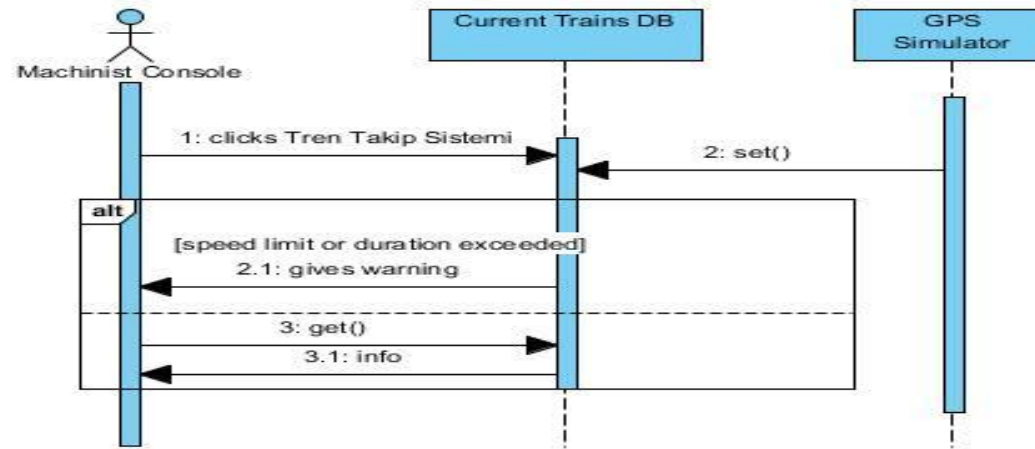 Machinist Console
Current Trains DB
GPS
Simulator
1: clicks Tren Takip Sistemi
2: set()
alt
[speed limit or duration exceeded]
2.1: gives warning
3: get()
3.1: info